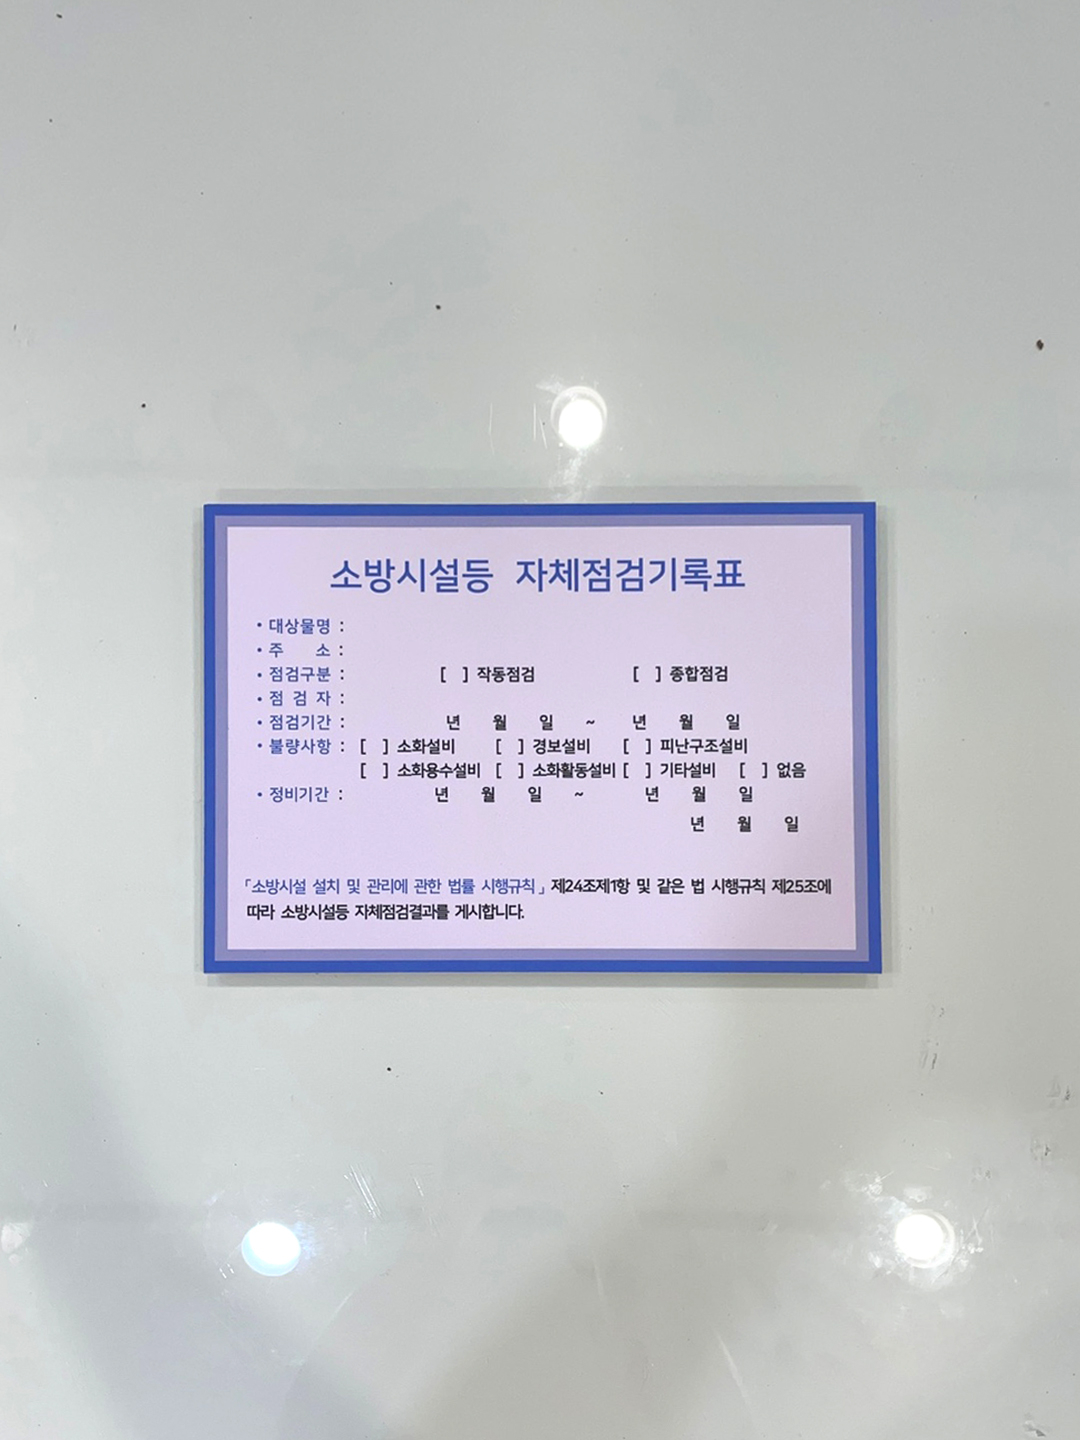 소방시설등 자체점검기록표
• 대상물명 :
• 주 소 :
• 점검구분 : [ ] 작동점검 [ ] 종합점검
• 점 검 자 :
• 점검기간 : 년 월 일 ~ 년 월 일
• 불량사항 : [ ] 소화설비 [ ] 경보설비 [ ] 피난구조설비
[ ] 소화용수설비 [ ] 소화활동설비 [ ] 기타설비 [ ] 없음
• 정비기간 : 년 월 일 ~ 년 월 일
년 월 일
「소방시설 설치 및 관리에 관한 법률 시행규칙」 제24조제1항 및 같은 법 시행규칙 제25조에
따라 소방시설등 자체점검결과를 게시합니다.